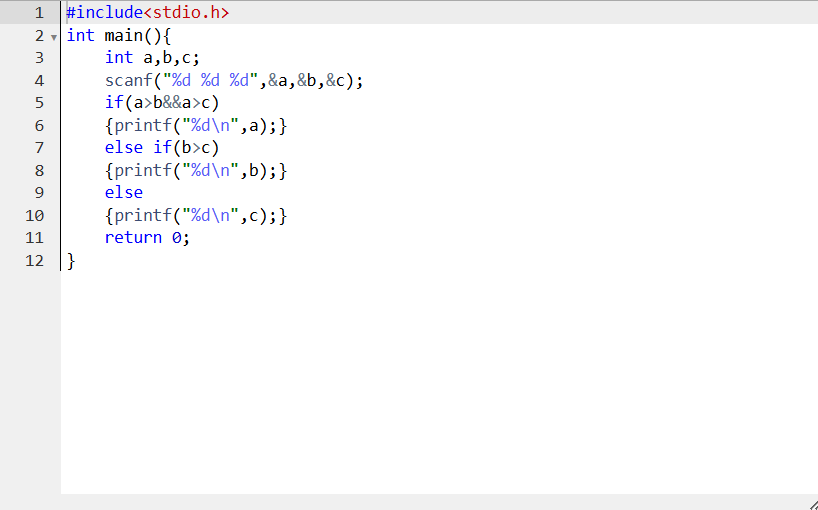 1 #include<stdio.h>
2 int main(){
3 int a,b,c;
4 scanf("%d %d %d",&a,&b,&c);
5 if(a>b&&a>c)
6 {printf("%d\n",a);}
7 else if(b>c)
8 {printf("%d\n",b);}
9 else
10 {printf("%d\n",c);}
11 return 0;
12 }